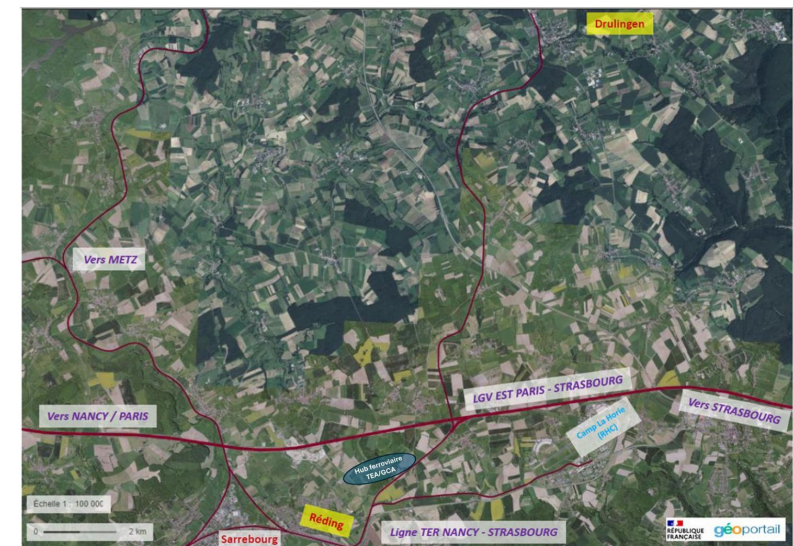 Drulingen
Vers METZ
LGV EST PARIS - STRASBOURG
Vers NANCY / PARIS
Vers STRASBOURG
Camp La Horie
(RHC)
Hub ferroviaire
TEA/GCA
Échelle 1 : 100 000
0 2 km
Réding
Sarrebourg
Ligne TER NANCY - STRASBOURG
RÉPUBLIQUE
FRANÇAISE
géoportail